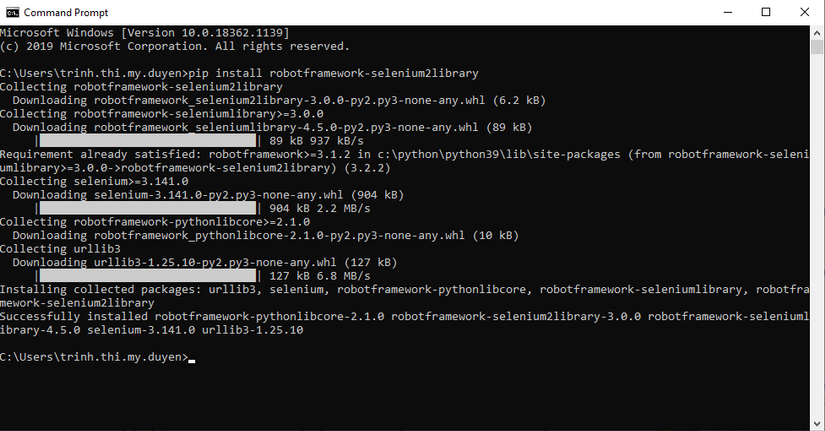 Command Prompt
Microsoft Windows [Version 10.0.18362.1139]
(c) 2019 Microsoft Corporation. All rights reserved.
C:\Users\trinh.thi.my.duyen>pip install robotframework-selenium2library
Collecting robotframework-selenium2library
  Downloading robotframework_selenium2library-3.0.0-py2.py3-none-any.whl (6.2 kB)
Collecting robotframework-seleniumlibrary>=3.0.0
  Downloading robotframework_seleniumlibrary-4.5.0-py2.py3-none-any.whl (89 kB)
     |████████████████████████████████| 89 kB 937 kB/s
Requirement already satisfied: robotframework>=3.1.2 in c:\python\python39\lib\site-packages (from robotframework-seleni
umlibrary>=3.0.0->robotframework-selenium2library) (3.2.2)
Collecting selenium>=3.141.0
  Downloading selenium-3.141.0-py2.py3-none-any.whl (904 kB)
     |████████████████████████████████| 904 kB 2.2 MB/s
Collecting robotframework-pythonlibcore>=2.1.0
  Downloading robotframework_pythonlibcore-2.1.0-py2.py3-none-any.whl (10 kB)
Collecting urllib3
  Downloading urllib3-1.25.10-py2.py3-none-any.whl (127 kB)
     |████████████████████████████████| 127 kB 6.8 MB/s
Installing collected packages: urllib3, selenium, robotframework-pythonlibcore, robotframework-seleniumlibrary, robotfra
mework-selenium2library
Successfully installed robotframework-pythonlibcore-2.1.0 robotframework-selenium2library-3.0.0 robotframework-seleniuml
ibrary-4.5.0 selenium-3.141.0 urllib3-1.25.10
C:\Users\trinh.thi.my.duyen>